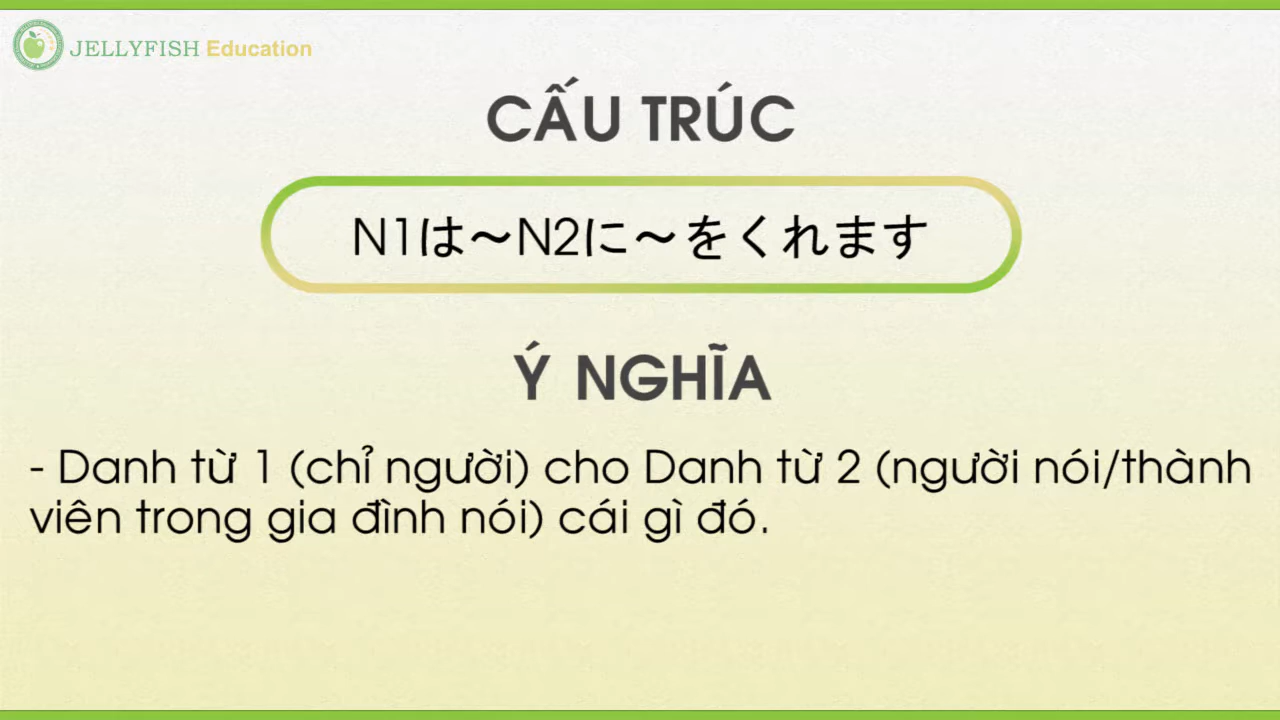 JELLYFISH Education
CẤU TRÚC
N1は～N2に～をくれます
Ý NGHĨA
- Danh từ 1 (chỉ người) cho Danh từ 2 (người nói/thành
viên trong gia đình nói) cái gì đó.